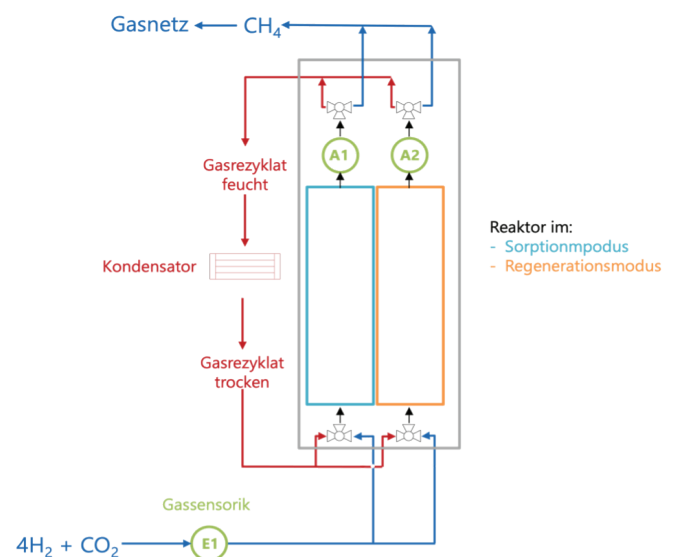 Gasnetz
CH₄
A1
A2
Gasrezyklat
feucht
Kondensator
Reaktor im:
- Sorptionmpodus
- Regenerationsmodus
Gasrezyklat
trocken
Gassensorik
4H₂ + CO₂
E1